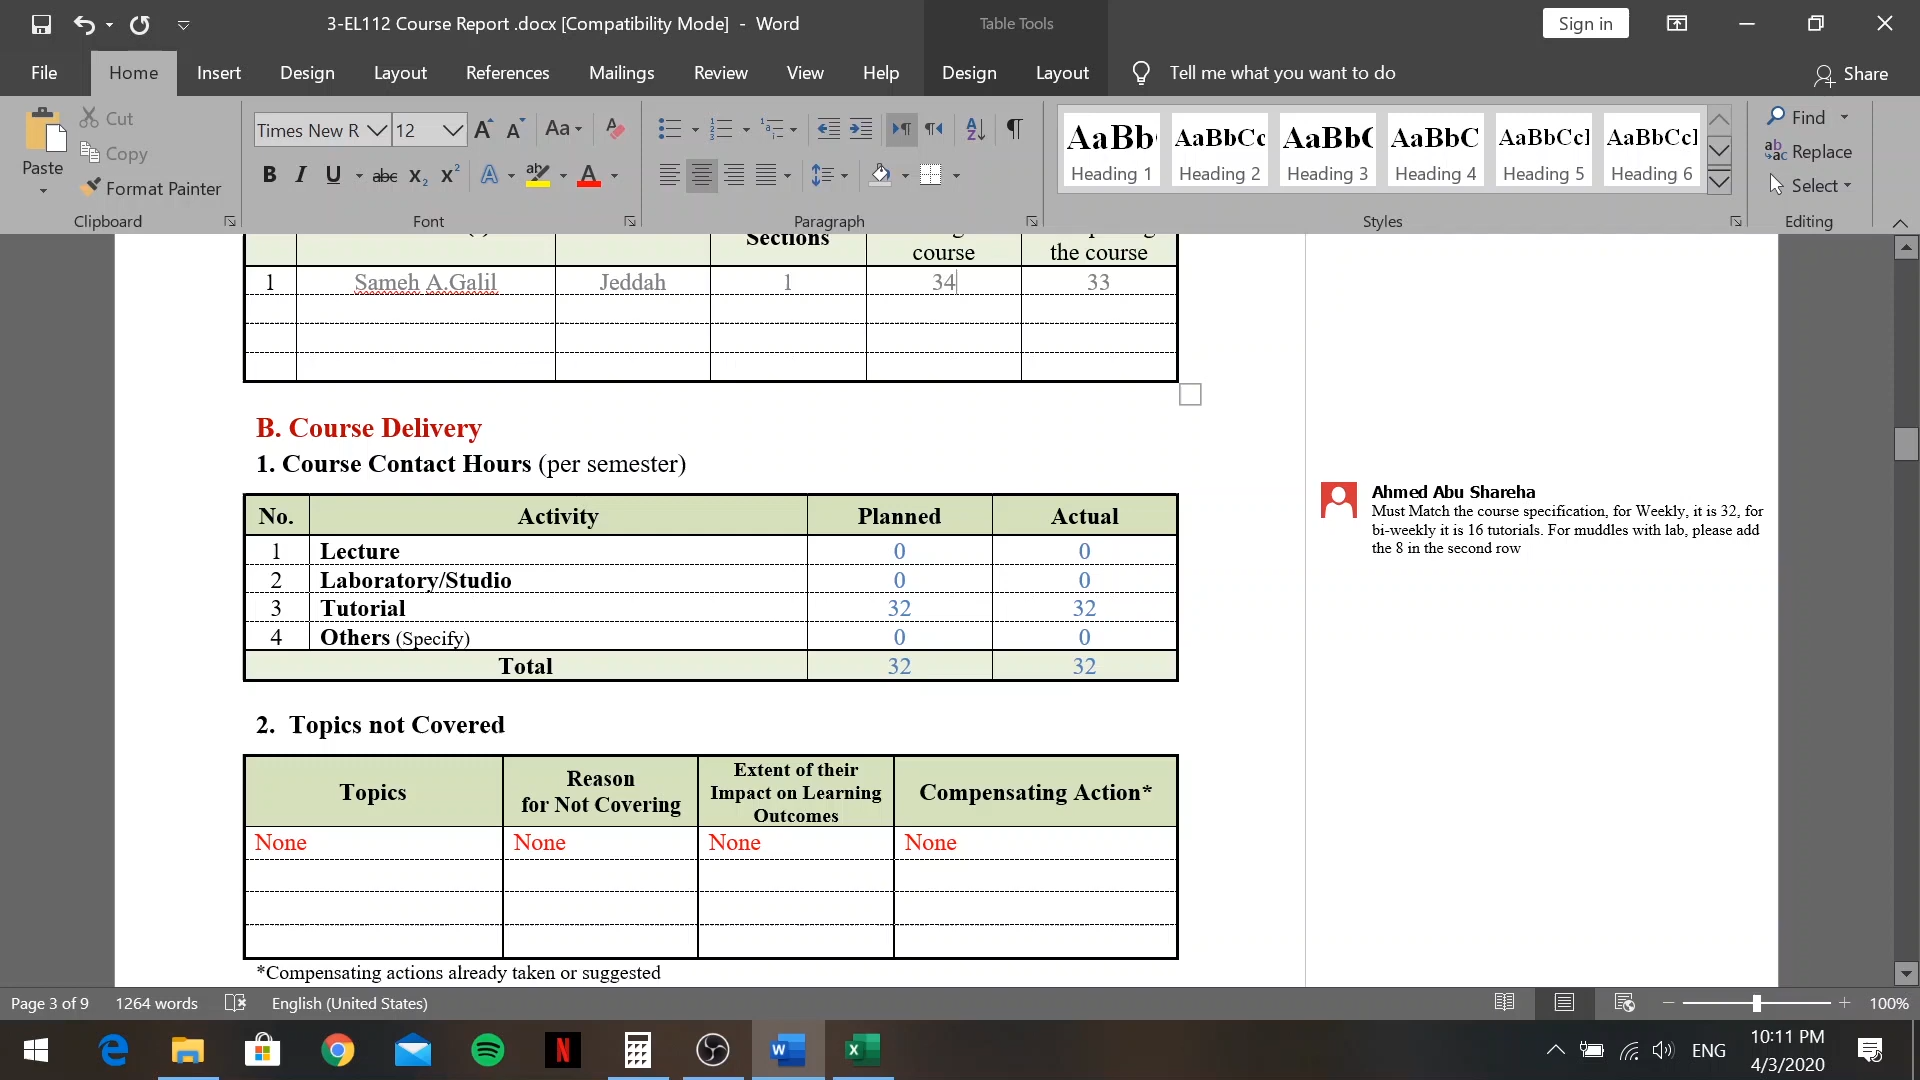 3-EL112 Course Report .docx [Compatibility Mode] - Word
Table Tools
Sign in
File Home Insert Design Layout References Mailings Review View Help Design Layout Tell me what you want to do Share
Paste
Cut
Copy
Format Painter
Clipboard
Times New R 12
Font
Paragraph
AaBb AaBbCc AaBbC AaBbC AaBbCcI AaBbCcI
Heading 1 Heading 2 Heading 3 Heading 4 Heading 5 Heading 6
Styles
Find
Replace
Select
Editing
Sections course the course
1 Sameh A.Galil Jeddah 1 34 33
B. Course Delivery
1. Course Contact Hours (per semester)
No. Activity Planned Actual
1 Lecture 0 0
2 Laboratory/Studio 0 0
3 Tutorial 32 32
4 Others (Specify) 0 0
Total 32 32
Ahmed Abu Shareha
Must Match the course specification, for Weekly, it is 32, for
bi-weekly it is 16 tutorials. For muddles with lab, please add
the 8 in the second row
2. Topics not Covered
Topics
Reason
for Not Covering
Extent of their
Impact on Learning
Outcomes
Compensating Action*
None None None None
*Compensating actions already taken or suggested
Page 3 of 9 1264 words English (United States) 100%
ENG
10:11 PM
4/3/2020